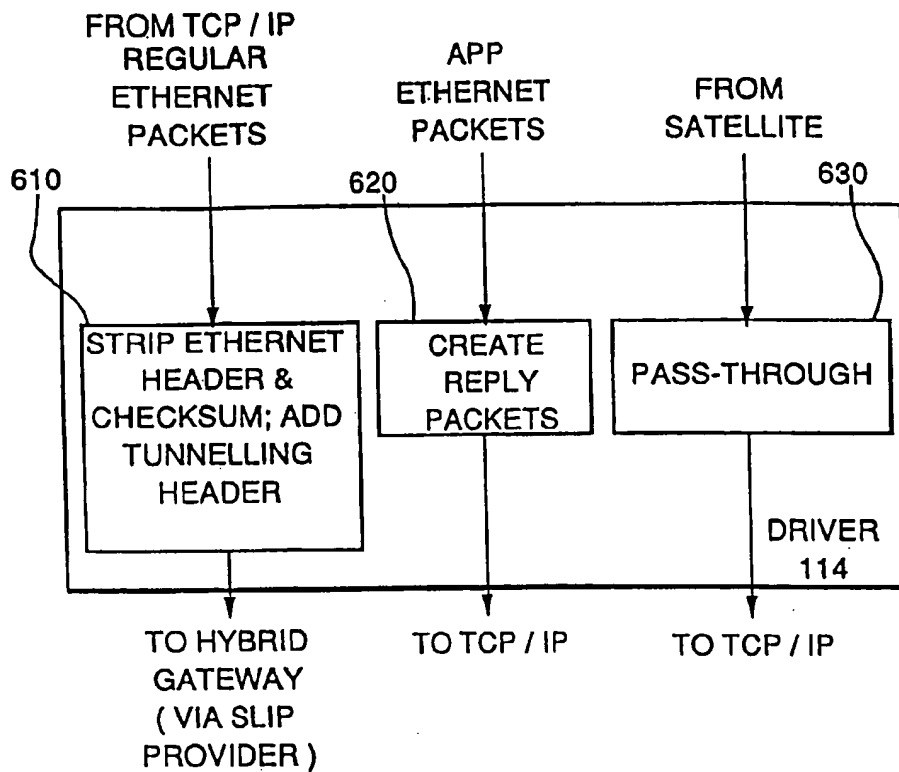 FROM TCP / IP
REGULAR
ETHERNET
PACKETS
APP
ETHERNET
PACKETS
FROM
SATELLITE
610
620
630
STRIP ETHERNET
HEADER &
CHECKSUM; ADD
TUNNELLING
HEADER
CREATE
REPLY
PACKETS
PASS-THROUGH
DRIVER
114
TO HYBRID
GATEWAY
( VIA SLIP
PROVIDER )
TO TCP / IP
TO TCP / IP